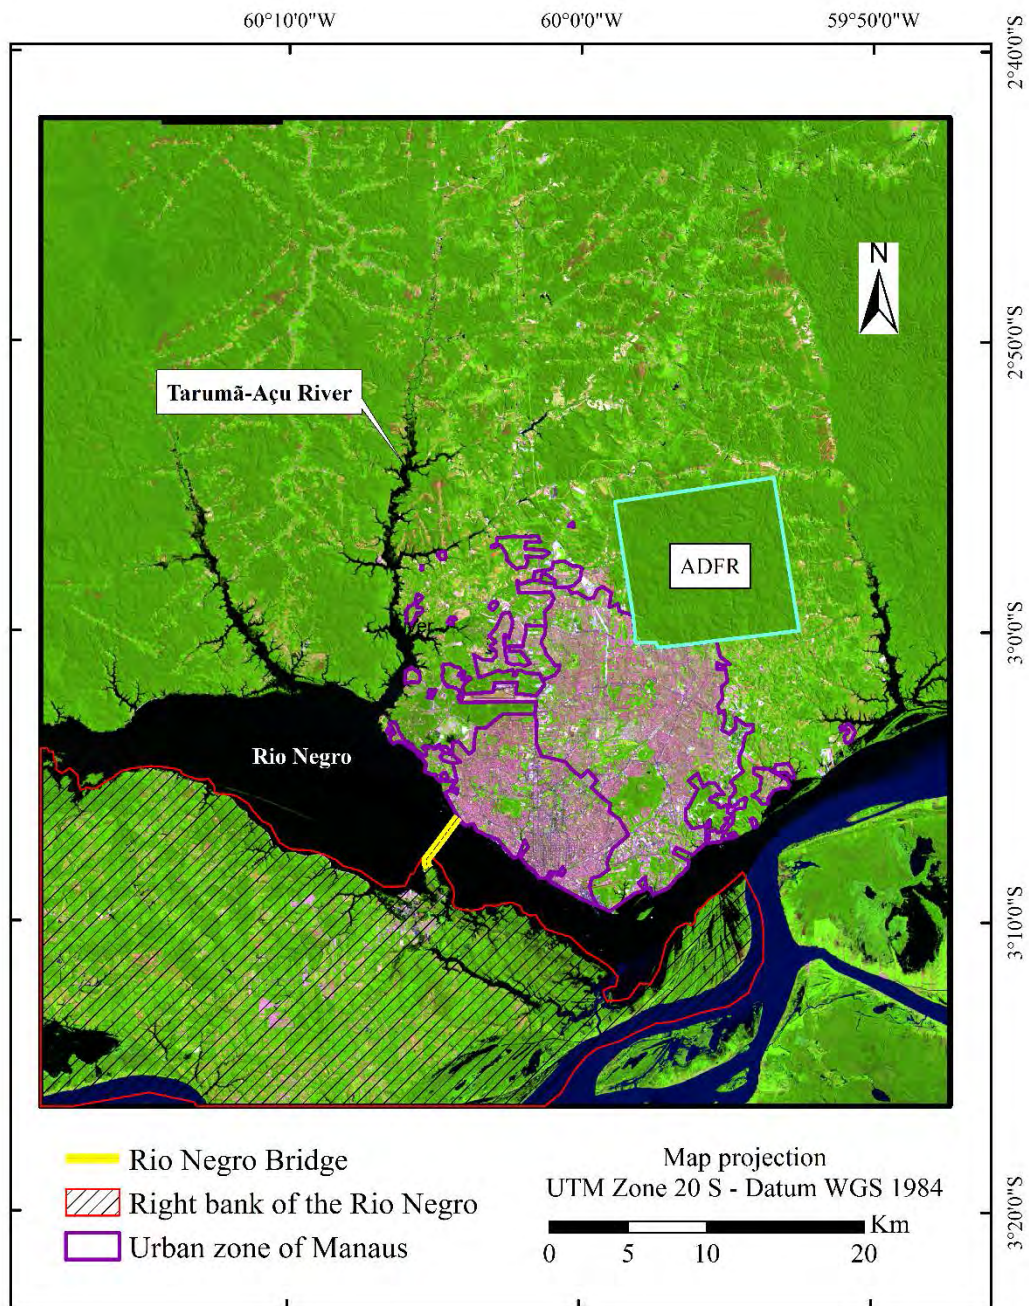 60°10'0"W
60°00'0"W
59°50'0"W
2°40'0"S
N
2°50'0"S
Tarumã-Açu River
ADFR
3°0'0"S
Rio Negro
3°10'0"S
Rio Negro Bridge
Right bank of the Rio Negro
Urban zone of Manaus
Map projection
UTM Zone 20 S - Datum WGS 1984
Km
0 5 10 20
3°20'0"S